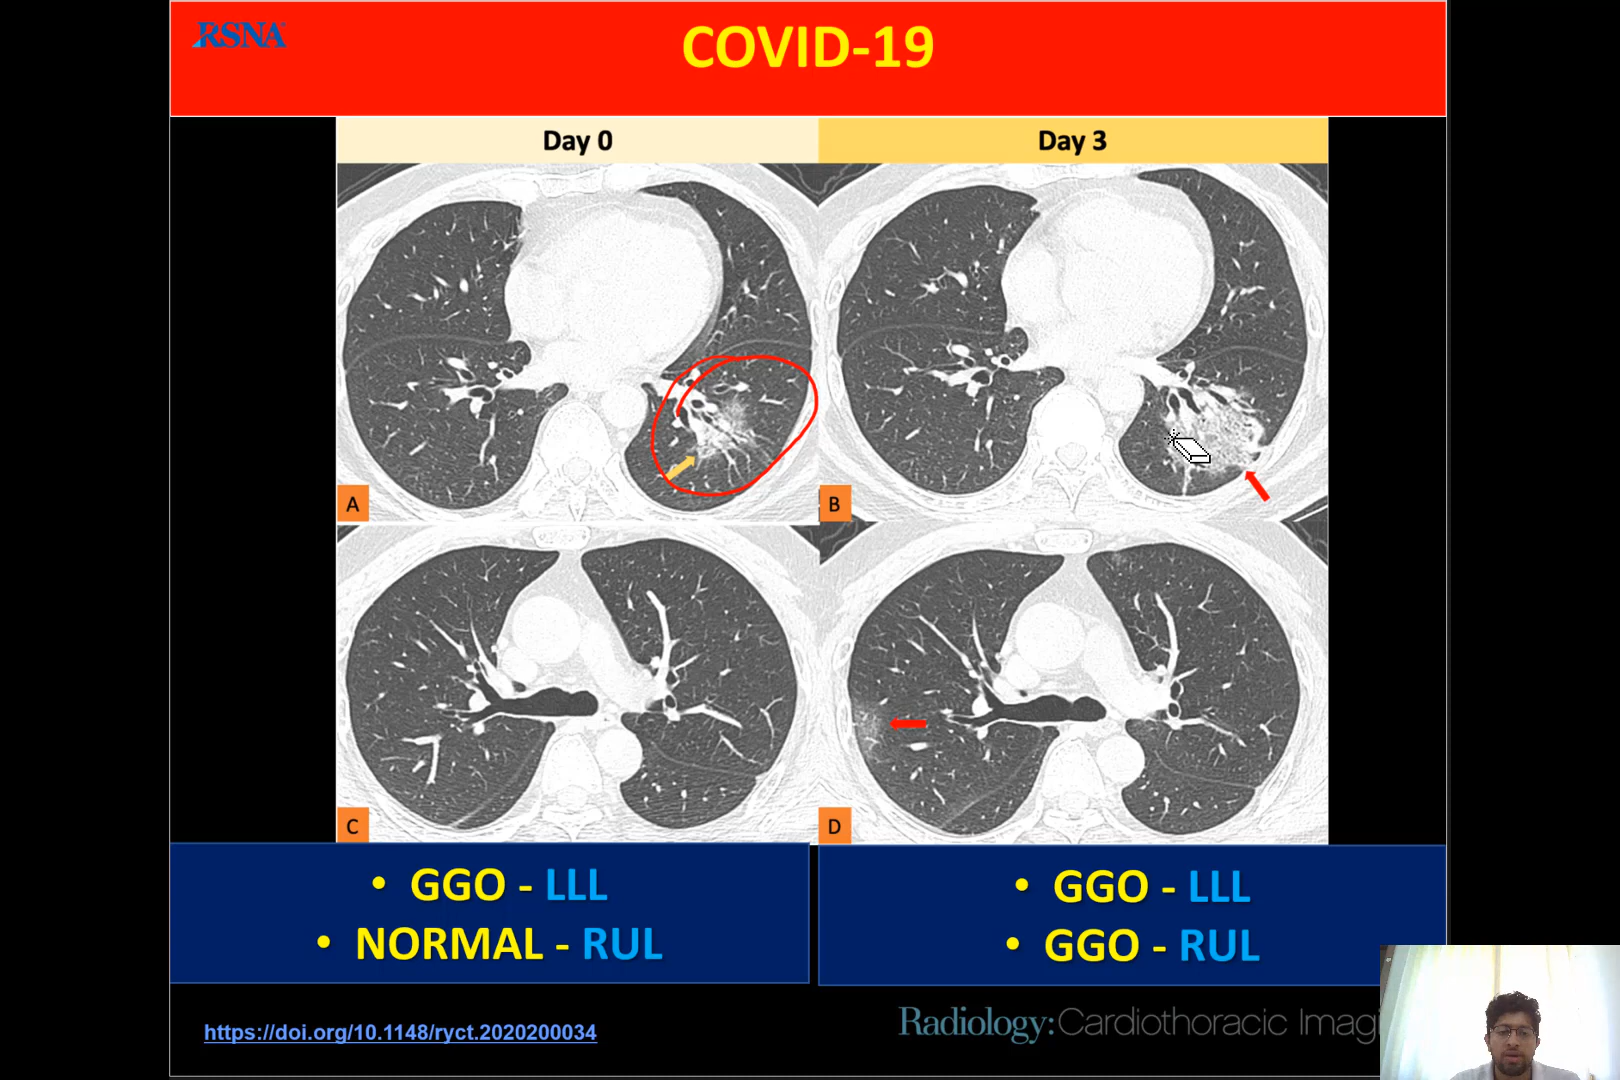 RSNA
COVID-19
Day 0
Day 3
A
B
C
D
• GGO - LLL
• NORMAL - RUL
• GGO - LLL
• GGO - RUL
https://doi.org/10.1148/ryct.2020200034
Radiology: Cardiothoracic Imagi